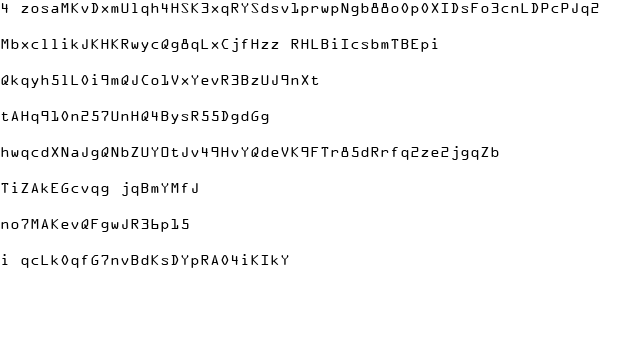 4 zosaMKvDxmUlqh4HSK3xqRYSdsv1prwpNgb88o0p0XIDsFo3cnLDPcPJq2
MbxcllikJKHKRwycQg8qLxCjfHzz RHLBiIcsbmTBEpi
Qkqyh5lL0i9mQJCo1VxYevR3BzUJ9nXt
tAHq910n257UnHQ4BysR55DgdGg
hwqcdXNaJgQNbZUYOtJv49HvYQdeVK9FTr85dRrfq2ze2jgqZb
TiZAkEGcvqg jqBmYMfJ
no7MAKevQFgwJR36p15
i qcLk0qfG7nvBdKsDYpRA04iKIkY